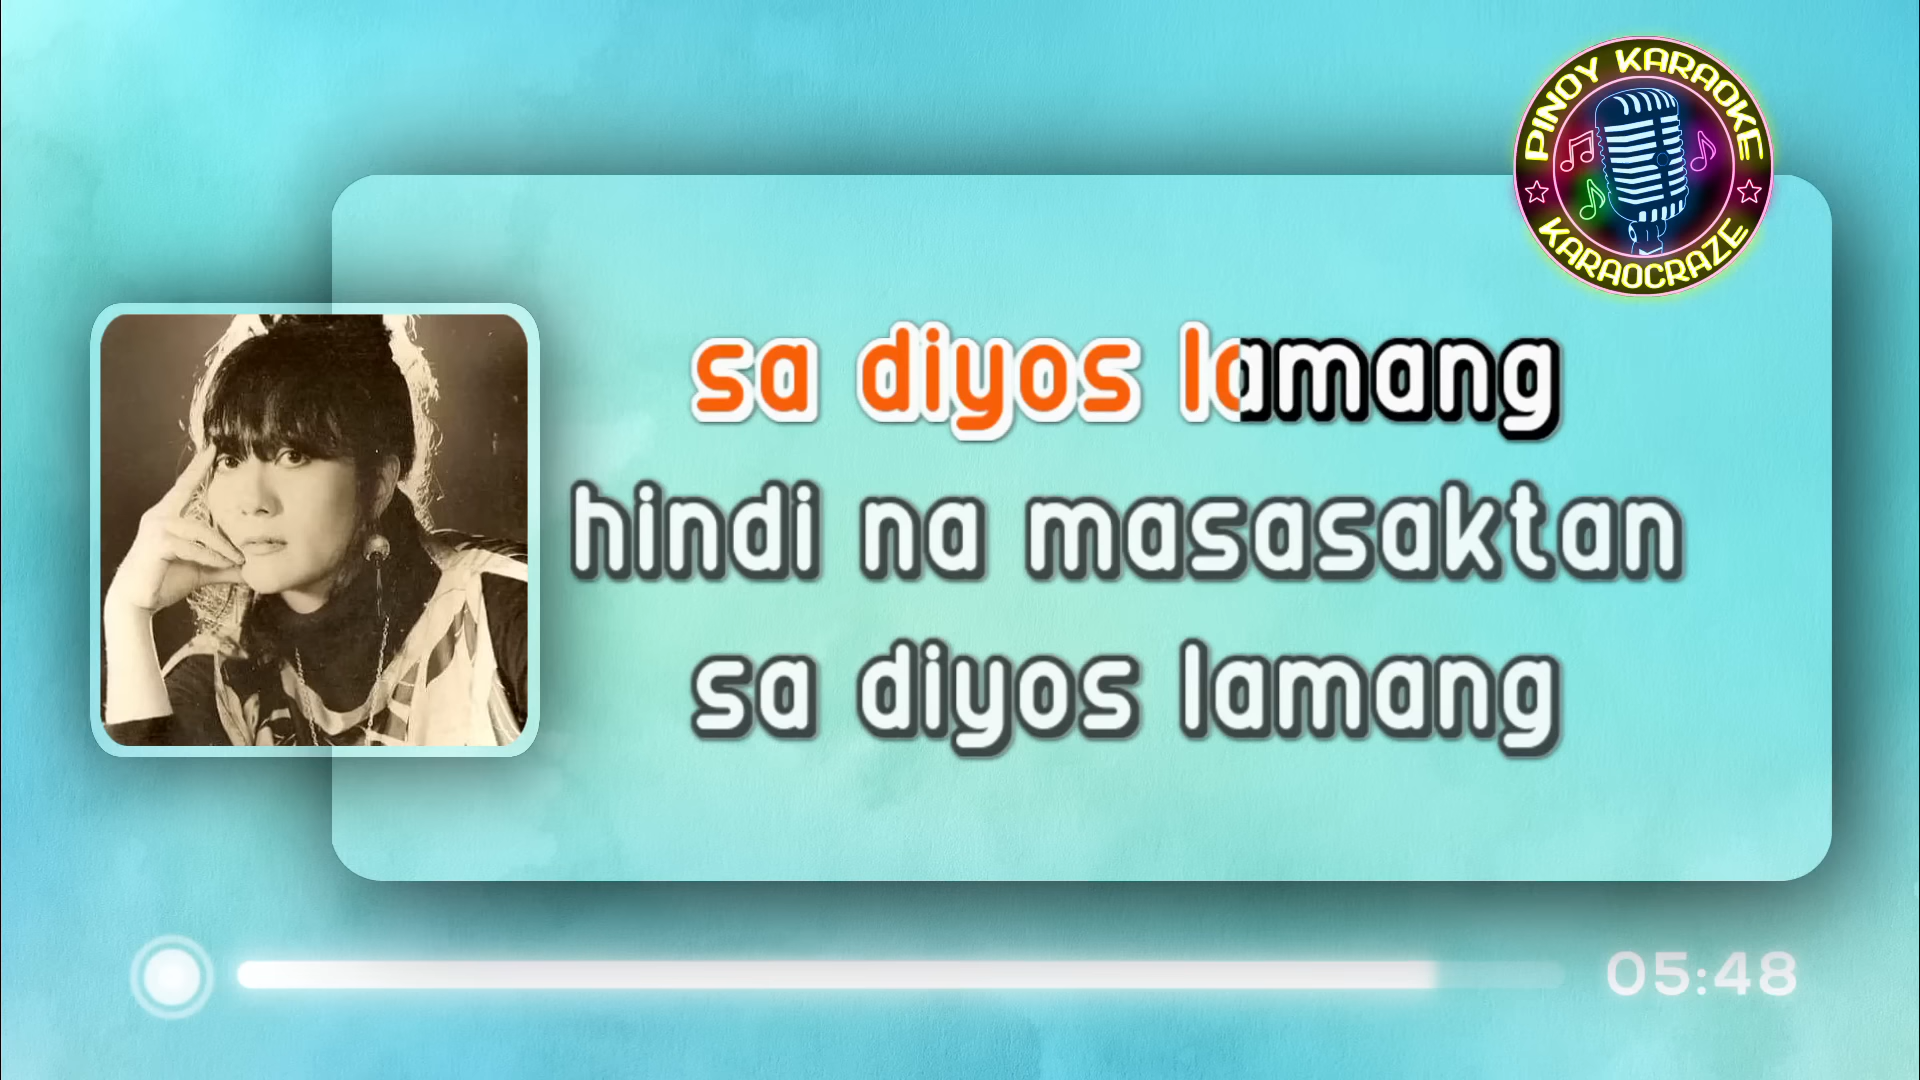 PINOY KARAOKE
KARAOCRAZE
sa diyos lamang
hindi na masasaktan
sa diyos lamang
05:48